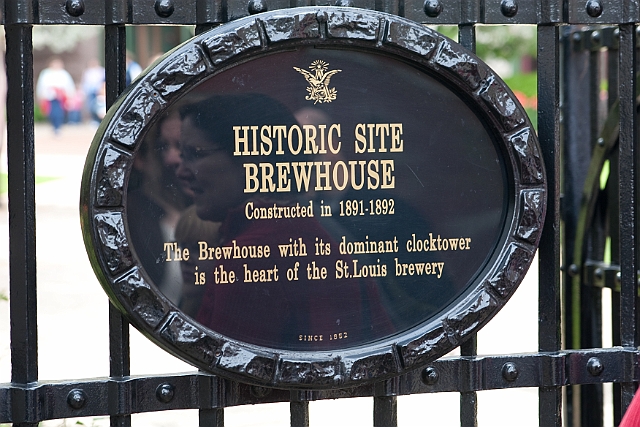 HISTORIC SITE
BREWHOUSE
Constructed in 1891-1892
The Brewhouse with its dominant clocktower
is the heart of the St.Louis brewery
SINCE 1852